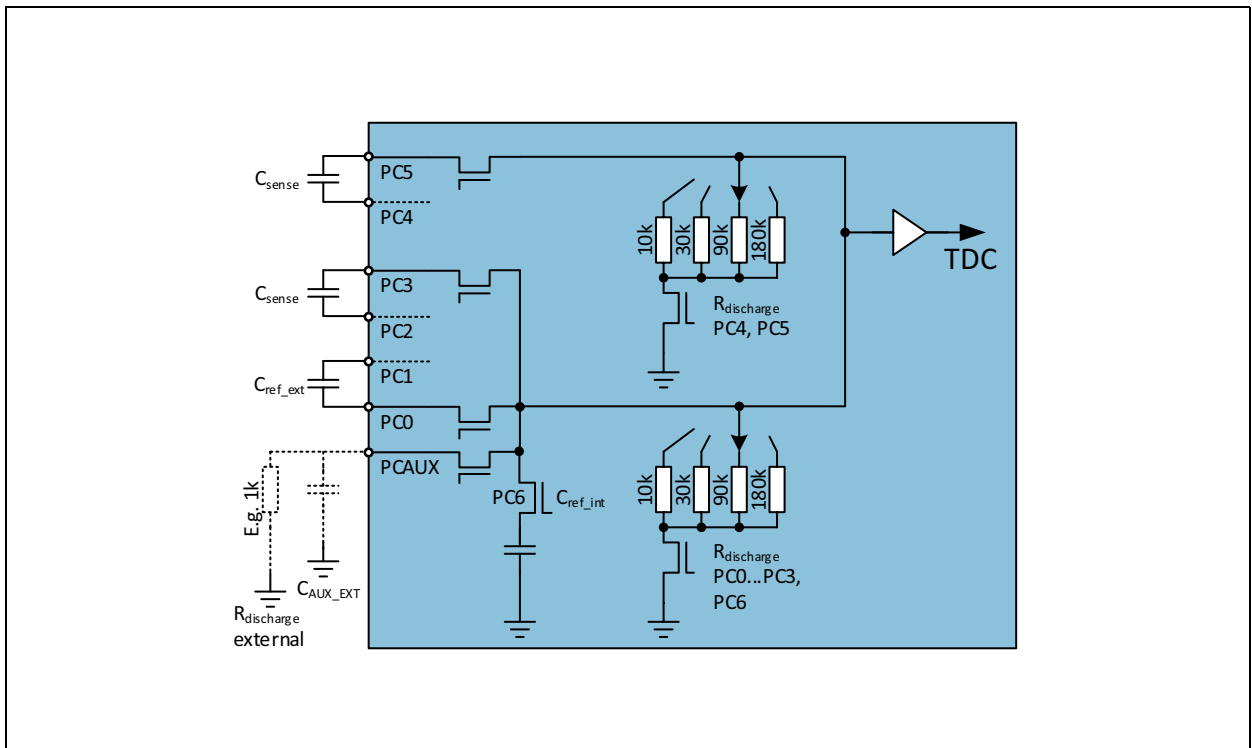 PC5
Csense
PC4
10k
30k
90k
180k
TDC
PC3
Csense
PC2
Rdischarge
PC4, PC5
PC1
Cref_ext
PC0
PCAUX
10k
30k
90k
180k
E.g. 1k
PC6
Cref_int
Rdischarge
PC0...PC3,
PC6
CAUX_EXT
Rdischarge
external